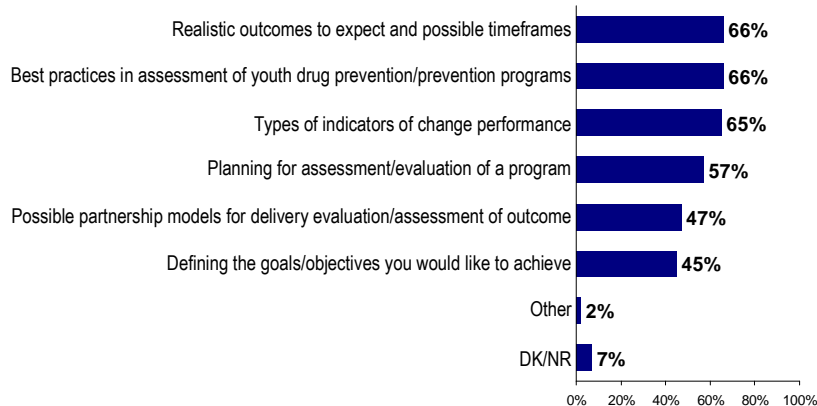 Realistic outcomes to expect and possible timeframes 66%
Best practices in assessment of youth drug prevention/prevention programs 66%
Types of indicators of change performance 65%
Planning for assessment/evaluation of a program 57%
Possible partnership models for delivery evaluation/assessment of outcome 47%
Defining the goals/objectives you would like to achieve 45%
Other 2%
DK/NR 7%
0% 20% 40% 60% 80% 100%